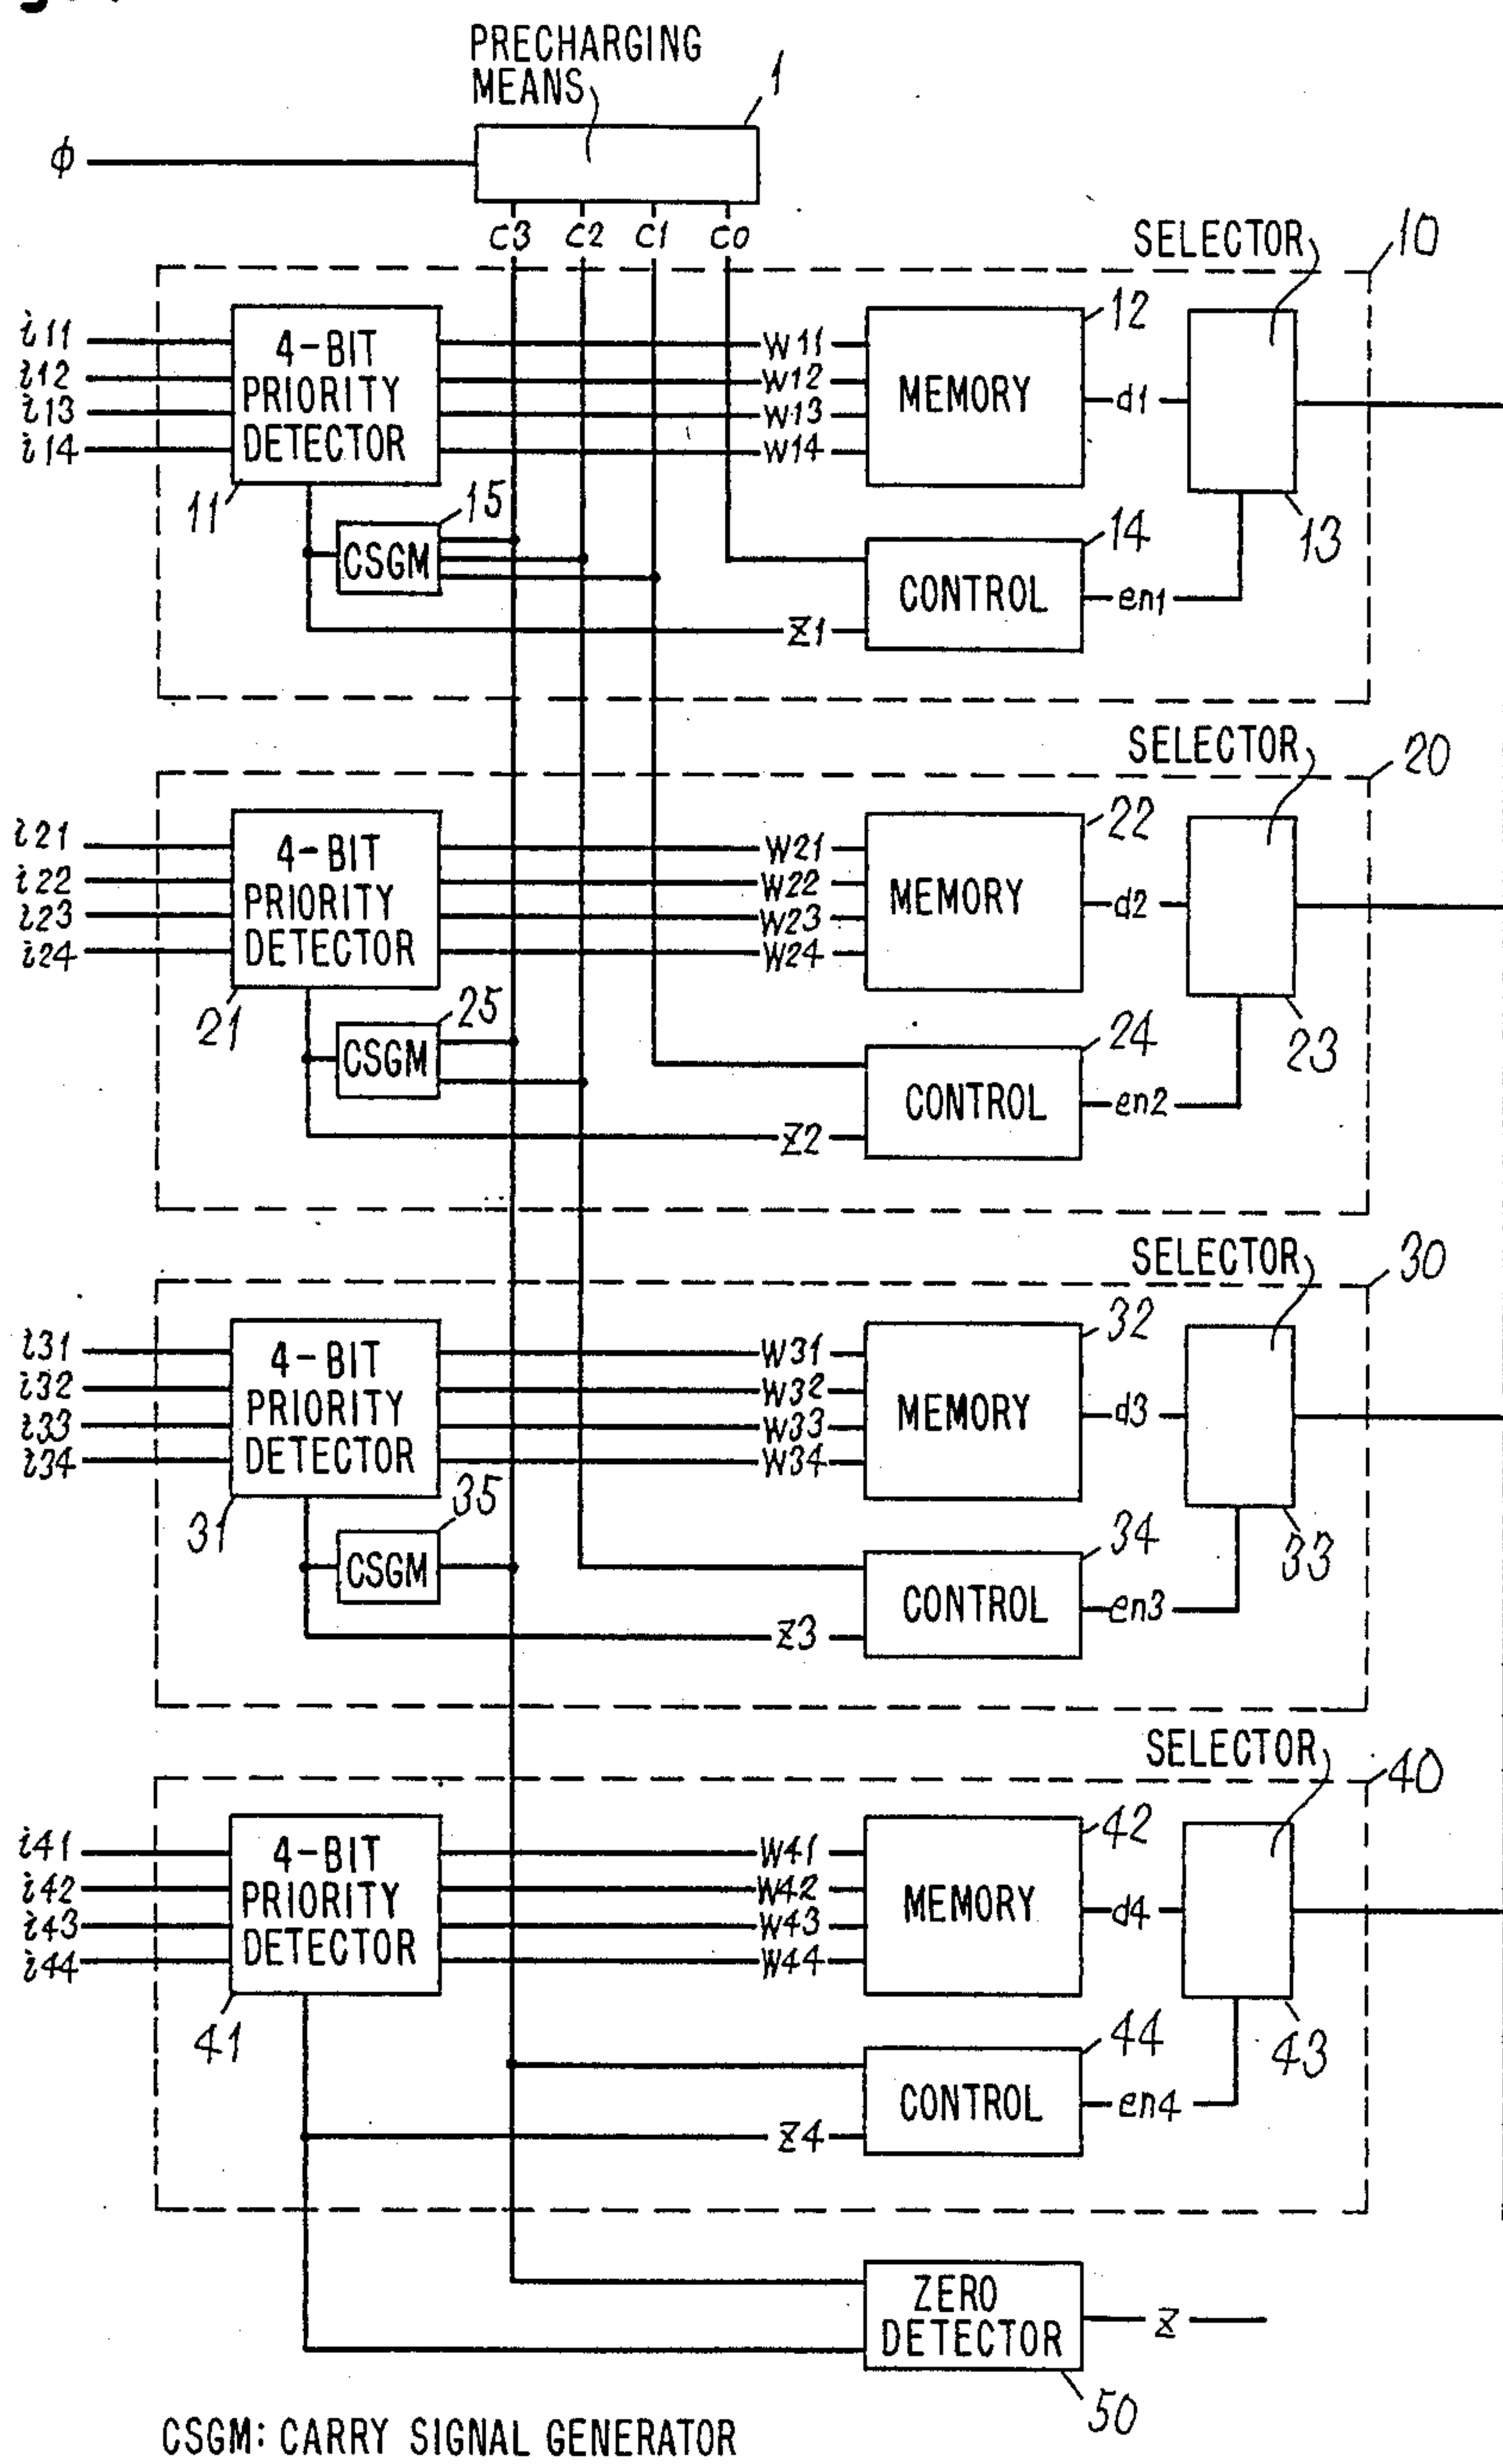 PRECHARGING
MEANS
1
ϕ
C3 C2 C1 C0
SELECTOR
10
i11
i12
i13
i14
4-BIT
PRIORITY
DETECTOR
11
W11
W12
W13
W14
MEMORY
12
d1
13
15
CSGM
14
CONTROL
en1
Z1
SELECTOR
20
i21
i22
i23
i24
4-BIT
PRIORITY
DETECTOR
21
W21
W22
W23
W24
MEMORY
22
d2
23
25
CSGM
24
CONTROL
en2
Z2
SELECTOR
30
i31
i32
i33
i34
4-BIT
PRIORITY
DETECTOR
31
W31
W32
W33
W34
MEMORY
32
d3
33
35
CSGM
34
CONTROL
en3
Z3
SELECTOR
40
i41
i42
i43
i44
4-BIT
PRIORITY
DETECTOR
41
W41
W42
W43
W44
MEMORY
42
d4
43
44
CONTROL
en4
Z4
ZERO
DETECTOR
Z
50
CSGM: CARRY SIGNAL GENERATOR